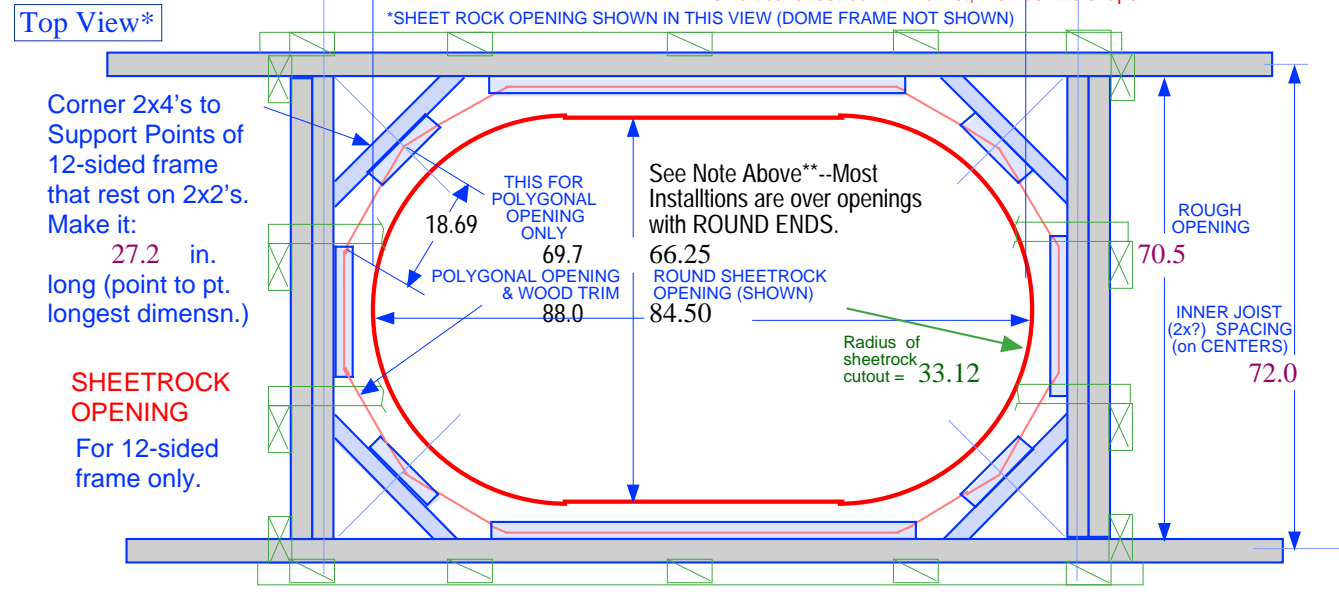 *SHEET ROCK OPENING SHOWN IN THIS VIEW (DOME FRAME NOT SHOWN)
Top View*
Corner 2x4's to
Support Points of
12-sided frame
that rest on 2x2's.
Make it:
27.2 in.
long (point to pt.
longest dimensn.)
SHEETROCK
OPENING
For 12-sided
frame only.
THIS FOR
POLYGONAL
OPENING
ONLY
18.69
69.7
POLYGONAL OPENING
& WOOD TRIM
88.0
See Note Above**--Most
Installtions are over openings
with ROUND ENDS.
66.25
ROUND SHEETROCK
OPENING (SHOWN)
84.50
Radius of
sheetrock
cutout = 33.12
ROUGH
OPENING
70.5
INNER JOIST
(2x?) SPACING
(on CENTERS)
72.0